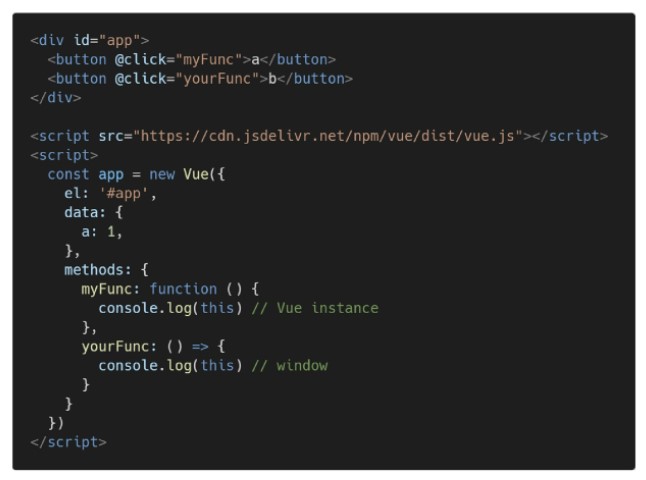 <div id="app">
  <button @click="myFunc">a</button>
  <button @click="yourFunc">b</button>
</div>

<script src="https://cdn.jsdelivr.net/npm/vue/dist/vue.js"></script>
<script>
  const app = new Vue({
    el: '#app',
    data: {
      a: 1,
    },
    methods: {
      myFunc: function () {
        console.log(this) // Vue instance
      },
      yourFunc: () => {
        console.log(this) // window
      }
    }
  })
</script>